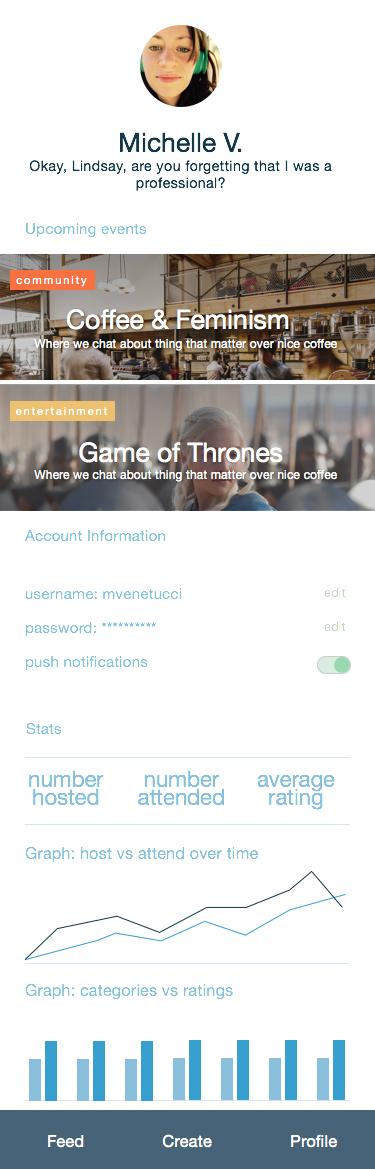 Michelle V.
Okay, Lindsay, are you forgetting that I was a
professional?
Upcoming events
community
Coffee & Feminism
Where we chat about thing that matter over nice coffee
entertainment
Game of Thrones
Where we chat about thing that matter over nice coffee
Account Information
username: mvenetucci edit
password: ********** edit
push notifications
Stats
number number average
hosted attended rating
Graph: host vs attend over time
Graph: categories vs ratings
Feed Create Profile